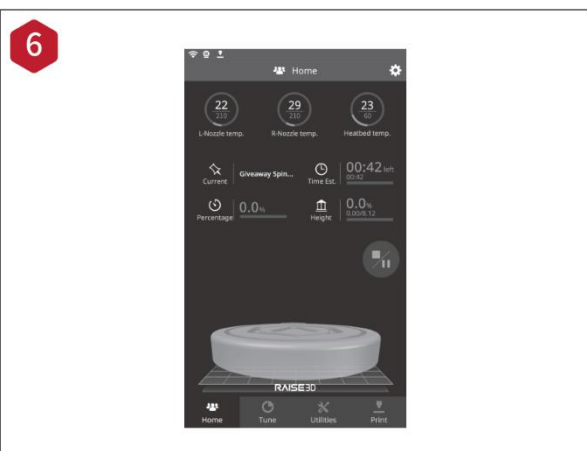 6
Home
22
210
29
210
23
60
L-Nozzle temp.
R-Nozzle temp.
Heatbed temp.
Current
Giveaway Spin...
Time Est.
00:42 left
00:42
Percentage
0.0%
Height
0.0%
0.00/8.12
RAISE3D
Home
Tune
Utilities
Print